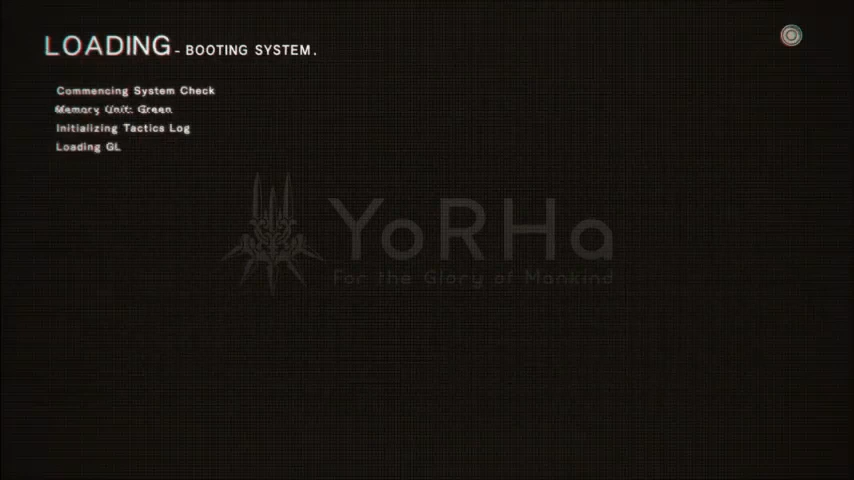 LOADING - BOOTING SYSTEM.
Commencing System Check
Memory Unit: Green
Initializing Tactics Log
Loading GL
YoRHa
For the Glory of Mankind